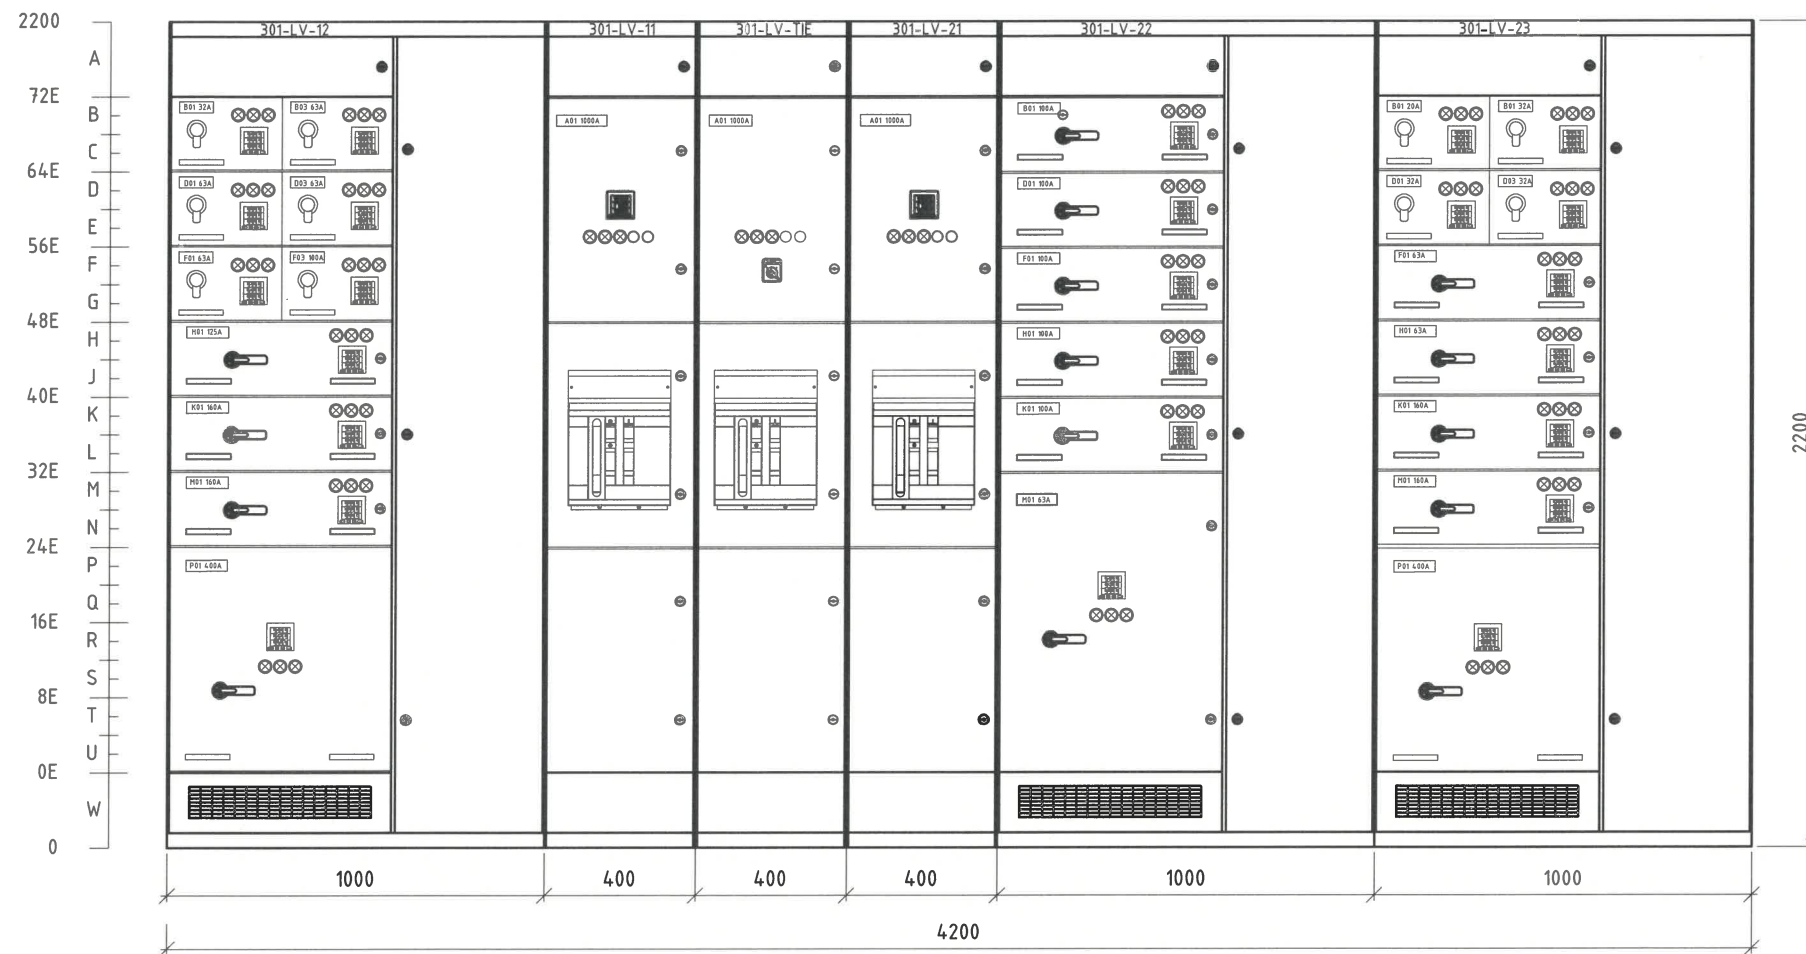 2200
A
72E
B
C
64E
D
E
56E
F
G
48E
H
J
40E
K
L
32E
M
N
24E
P
Q
16E
R
S
8E
T
U
0E
W
0
301-LV-12
B01 32A
B03 63A
D01 63A
D03 63A
F01 63A
F03 100A
H01 125A
K01 160A
M01 160A
P01 400A
301-LV-11
A01 1000A
301-LV-TIE
A01 1000A
301-LV-21
A01 1000A
301-LV-22
B01 100A
D01 100A
F01 100A
H01 100A
K01 100A
M01 63A
301-LV-23
B01 20A
B01 32A
D01 32A
D03 32A
F01 63A
H01 63A
K01 160A
M01 160A
P01 400A
2200
1000
400
400
400
1000
1000
4200